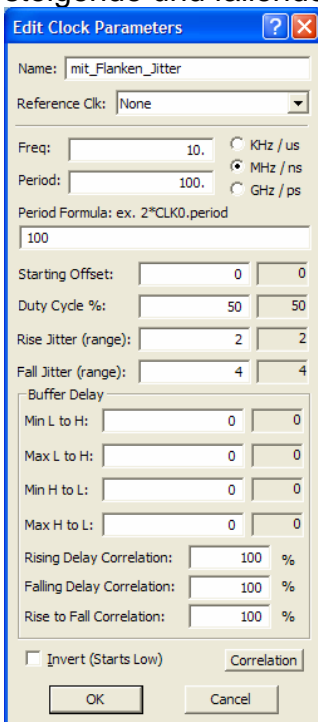 steigende und fallende
Edit Clock Parameters
Name: mit_Flanken_Jitter
Reference Clk: None
Freq: 10. KHz / us
MHz / ns
Period: 100. GHz / ps
Period Formula: ex. 2*CLK0.period
100
Starting Offset: 0 0
Duty Cycle %: 50 50
Rise Jitter (range): 2 2
Fall Jitter (range): 4 4
Buffer Delay
Min L to H: 0 0
Max L to H: 0 0
Min H to L: 0 0
Max H to L: 0 0
Rising Delay Correlation: 100 %
Falling Delay Correlation: 100 %
Rise to Fall Correlation: 100 %
Invert (Starts Low) Correlation
OK Cancel